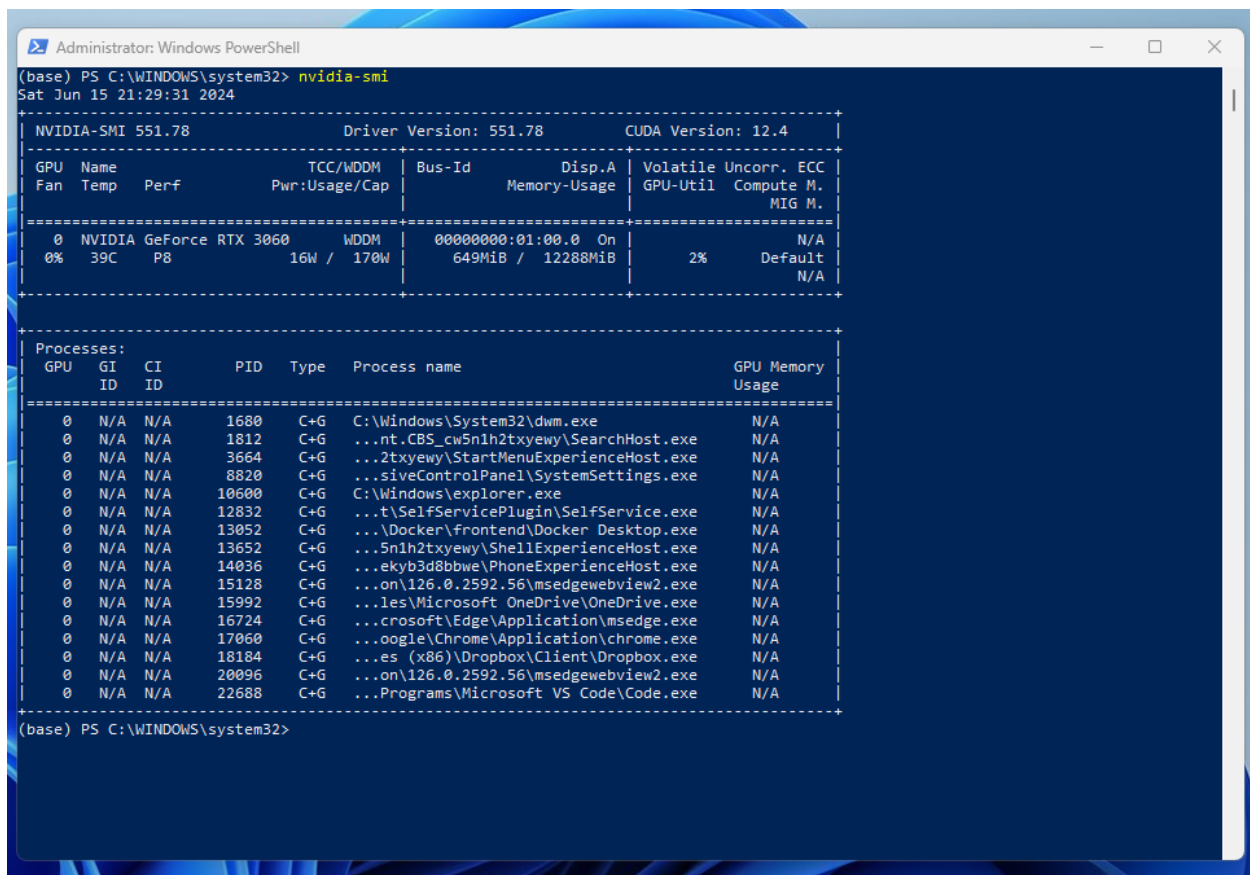 Administrator: Windows PowerShell
(base) PS C:\WINDOWS\system32> nvidia-smi
Sat Jun 15 21:29:31 2024
+-----------------------------------------------------------------------------------------+
| NVIDIA-SMI 551.78                 Driver Version: 551.78         CUDA Version: 12.4     |
|-----------------------------------------+------------------------+----------------------+
| GPU  Name                     TCC/WDDM  | Bus-Id          Disp.A | Volatile Uncorr. ECC |
| Fan  Temp   Perf          Pwr:Usage/Cap |           Memory-Usage | GPU-Util  Compute M. |
|                                         |                        |               MIG M. |
|=========================================+========================+======================|
|   0  NVIDIA GeForce RTX 3060      WDDM  |   00000000:01:00.0  On |                  N/A |
|  0%   39C    P8             16W /  170W |     649MiB /  12288MiB |      2%      Default |
|                                         |                        |                  N/A |
+-----------------------------------------+------------------------+----------------------+
+-----------------------------------------------------------------------------------------+
| Processes:                                                                              |
|  GPU   GI   CI        PID   Type   Process name                              GPU Memory |
|        ID   ID                                                               Usage      |
|=========================================================================================|
|    0   N/A  N/A      1680    C+G   C:\Windows\System32\dwm.exe                 N/A      |
|    0   N/A  N/A      1812    C+G   ...nt.CBS_cw5n1h2txyewy\SearchHost.exe      N/A      |
|    0   N/A  N/A      3664    C+G   ...2txyewy\StartMenuExperienceHost.exe      N/A      |
|    0   N/A  N/A      8820    C+G   ...siveControlPanel\SystemSettings.exe      N/A      |
|    0   N/A  N/A     10600    C+G   C:\Windows\explorer.exe                     N/A      |
|    0   N/A  N/A     12832    C+G   ...t\SelfServicePlugin\SelfService.exe      N/A      |
|    0   N/A  N/A     13052    C+G   ...\Docker\frontend\Docker Desktop.exe      N/A      |
|    0   N/A  N/A     13652    C+G   ...5n1h2txyewy\ShellExperienceHost.exe      N/A      |
|    0   N/A  N/A     14036    C+G   ...ekyb3d8bbwe\PhoneExperienceHost.exe      N/A      |
|    0   N/A  N/A     15128    C+G   ...on\126.0.2592.56\msedgewebview2.exe      N/A      |
|    0   N/A  N/A     15992    C+G   ...les\Microsoft OneDrive\OneDrive.exe      N/A      |
|    0   N/A  N/A     16724    C+G   ...crosoft\Edge\Application\msedge.exe      N/A      |
|    0   N/A  N/A     17060    C+G   ...oogle\Chrome\Application\chrome.exe      N/A      |
|    0   N/A  N/A     18184    C+G   ...es (x86)\Dropbox\Client\Dropbox.exe      N/A      |
|    0   N/A  N/A     20096    C+G   ...on\126.0.2592.56\msedgewebview2.exe      N/A      |
|    0   N/A  N/A     22688    C+G   ...Programs\Microsoft VS Code\Code.exe      N/A      |
+-----------------------------------------------------------------------------------------+
(base) PS C:\WINDOWS\system32>